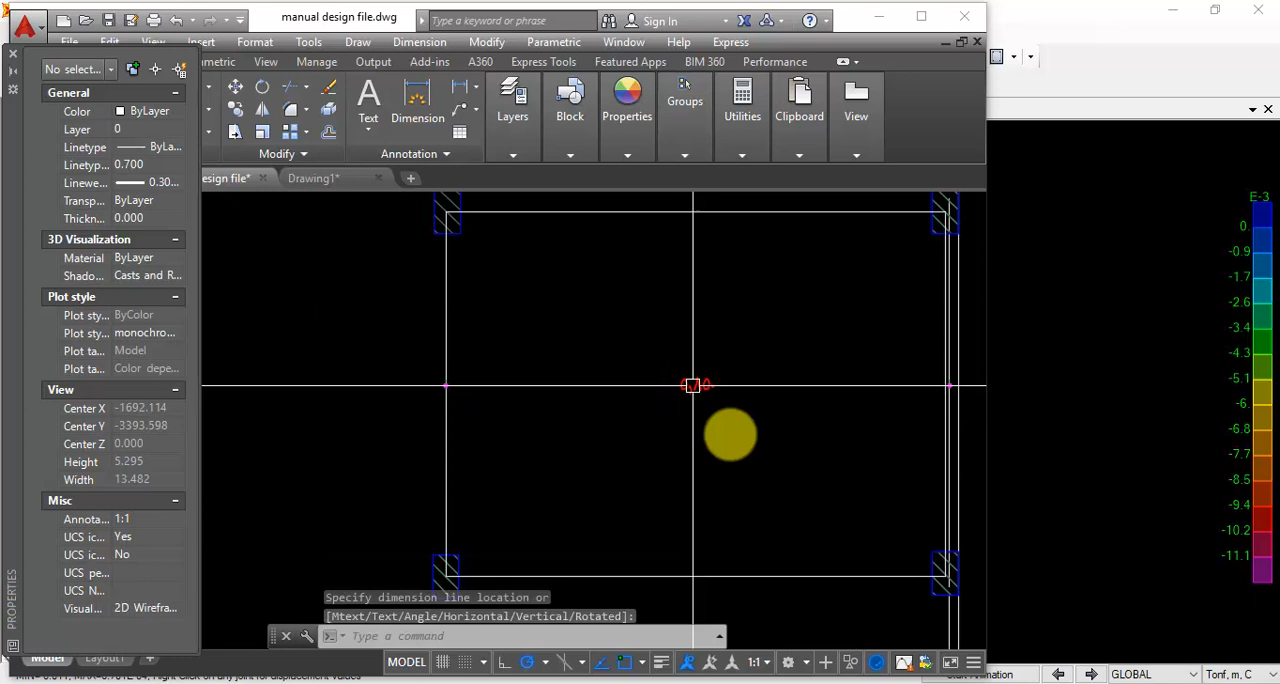 manual design file.dwg
Type a keyword or phrase
Sign In
File Edit View Insert Format Tools Draw Dimension Modify Parametric Window Help Express
metric View Manage Output Add-ins A360 Express Tools Featured Apps BIM 360 Performance
No select...
General
Color ByLayer
Layer 0
Linetype ByLa...
Linetyp... 0.700
Linewe... 0.30...
Transp... ByLayer
Thickn... 0.000
3D Visualization
Material ByLayer
Shado... Casts and R...
Plot style
Plot sty... ByColor
Plot sty... monochro...
Plot ta... Model
Plot ta... Color depe...
View
Center X -1692.114
Center Y -3393.598
Center Z 0.000
Height 5.295
Width 13.482
Misc
Annota... 1:1
UCS ic... Yes
UCS ic... No
UCS pe...
UCS N...
Visual... 2D Wirefra...
PROPERTIES
Text
Dimension
Layers
Block
Properties
Groups
Utilities
Clipboard
View
Modify
Annotation
esign file*
Drawing1*
Specify dimension line location or
[Mtext/Text/Angle/Horizontal/Vertical/Rotated]:
Type a command
Model Layout1
MODEL
1:1
E-3
0.
-0.9
-1.7
-2.6
-3.4
-4.3
-5.1
-6.
-6.8
-7.7
-8.5
-9.4
-10.2
-11.1
Start Animation
GLOBAL
Tonf, m, C